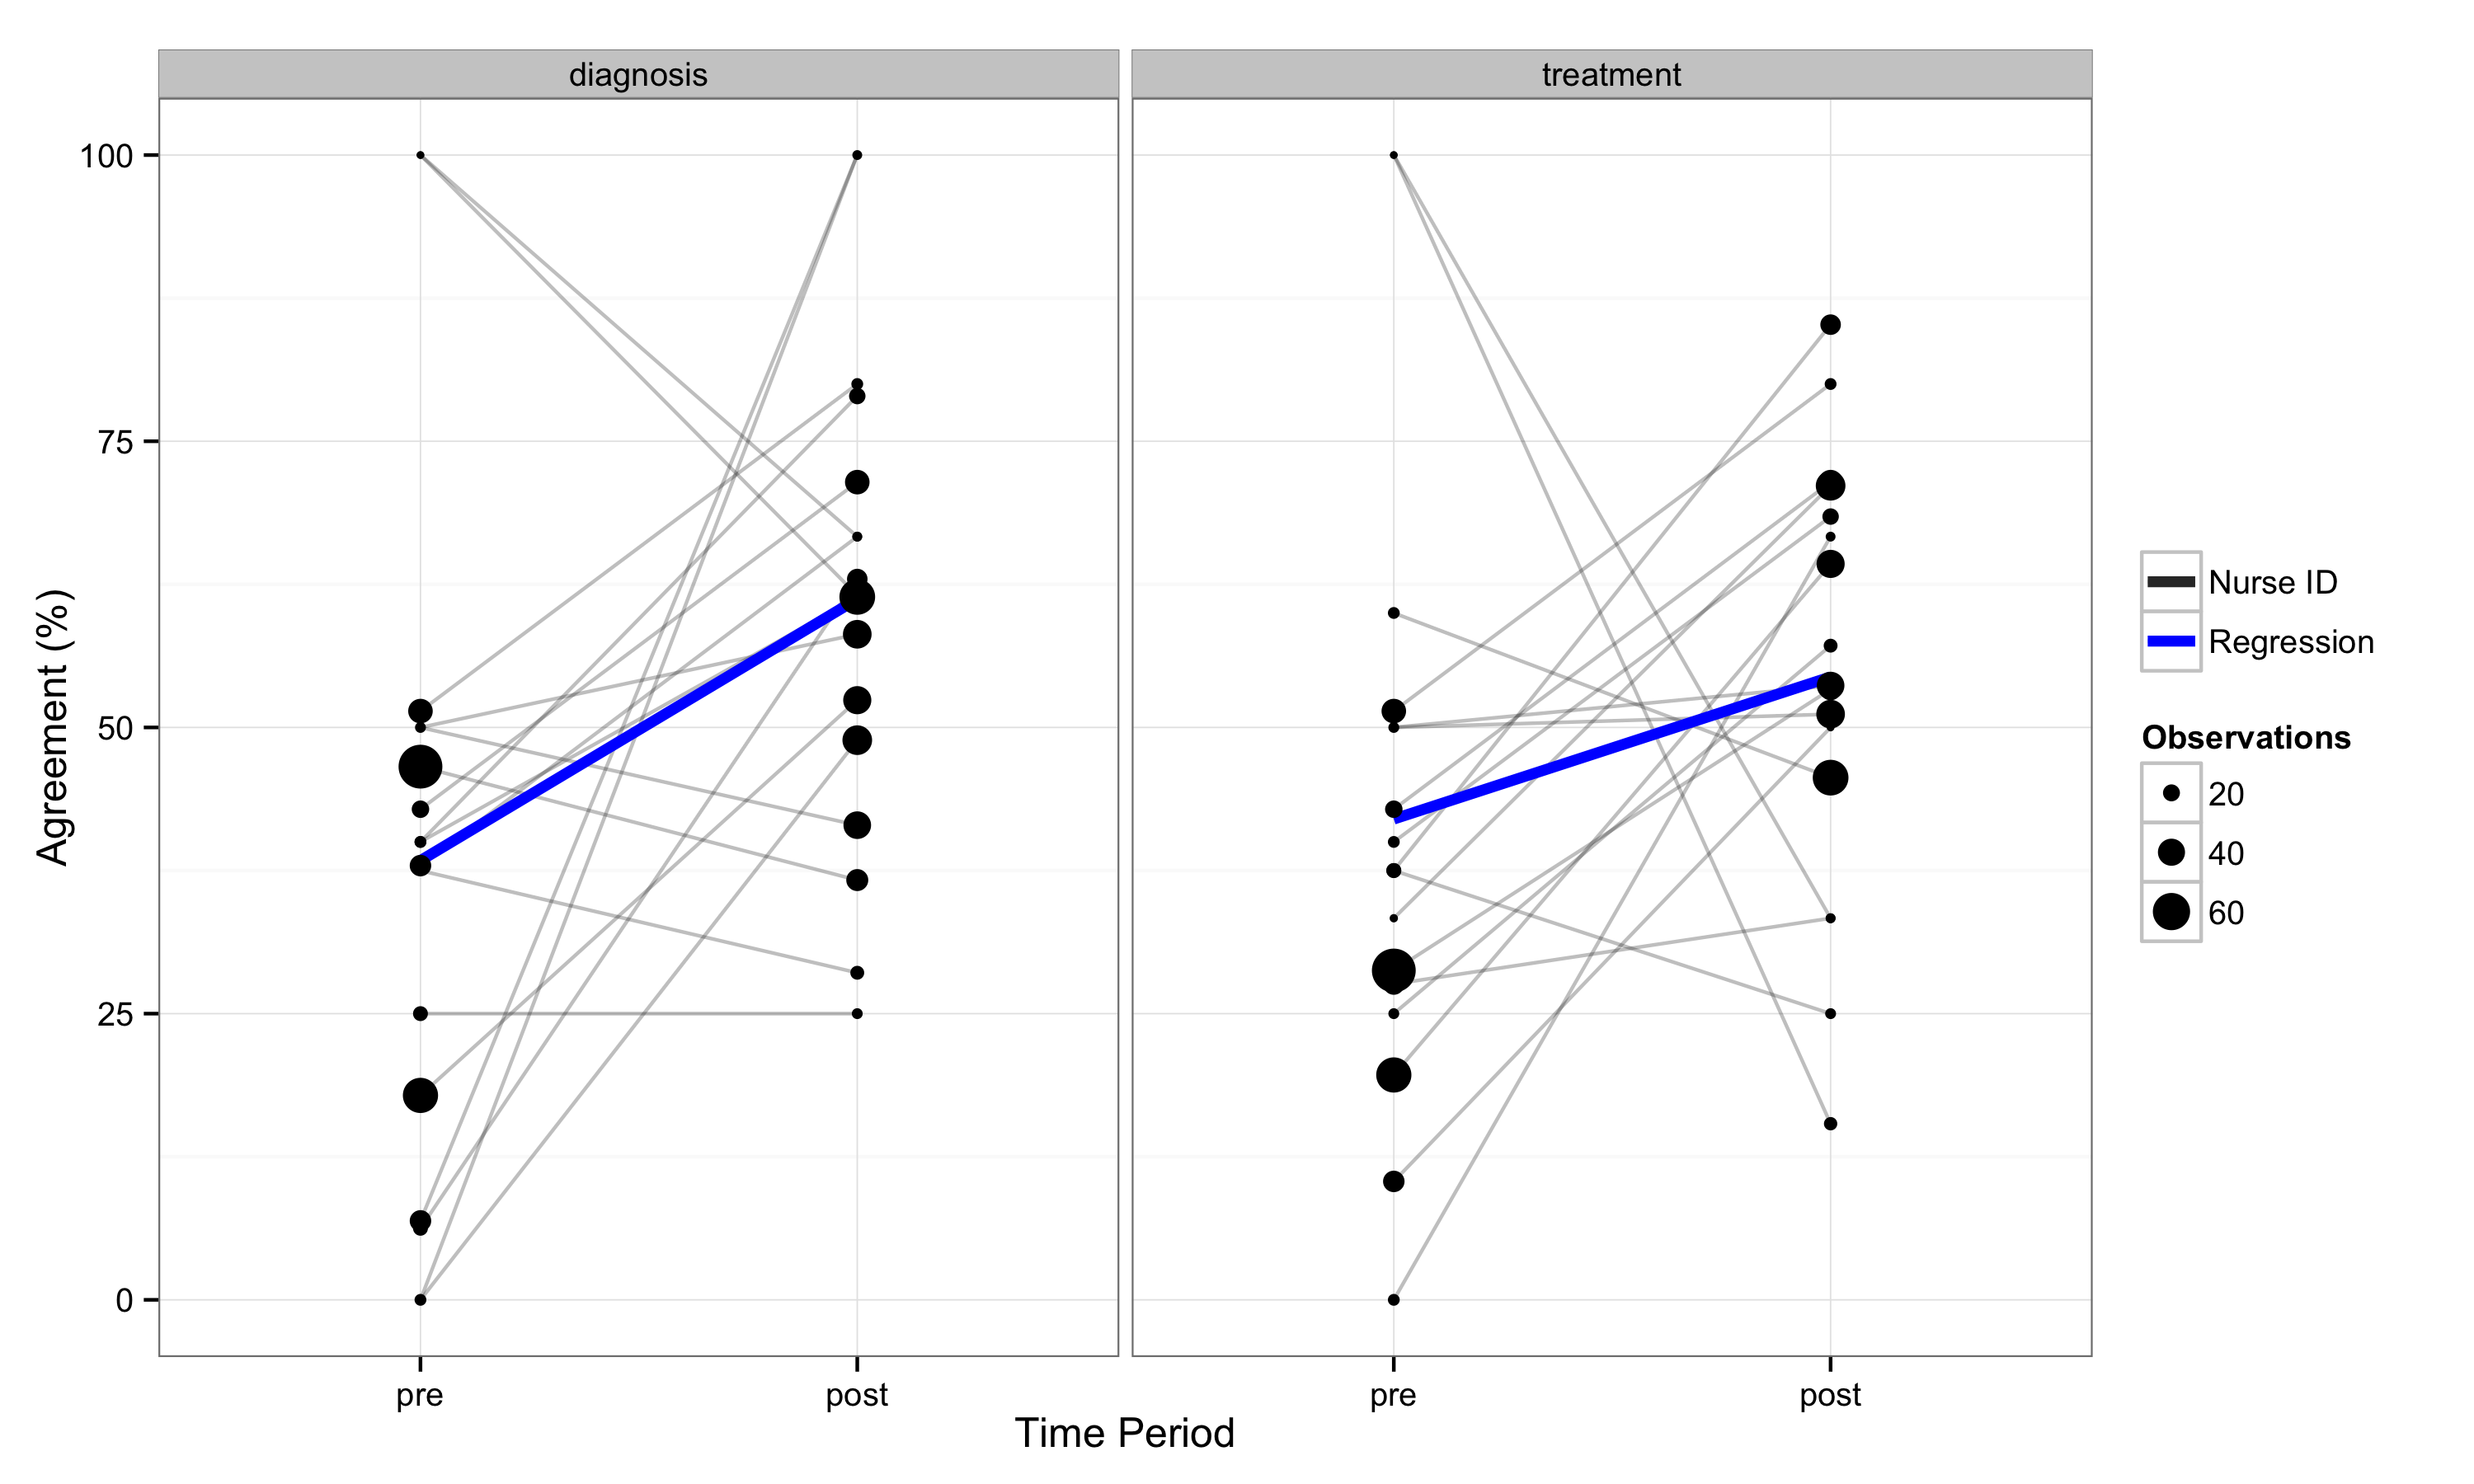 diagnosis
treatment
100
75
50
25
0
Agreement (%)
pre
post
pre
post
Time Period
Nurse ID
Regression
Observations
20
40
60